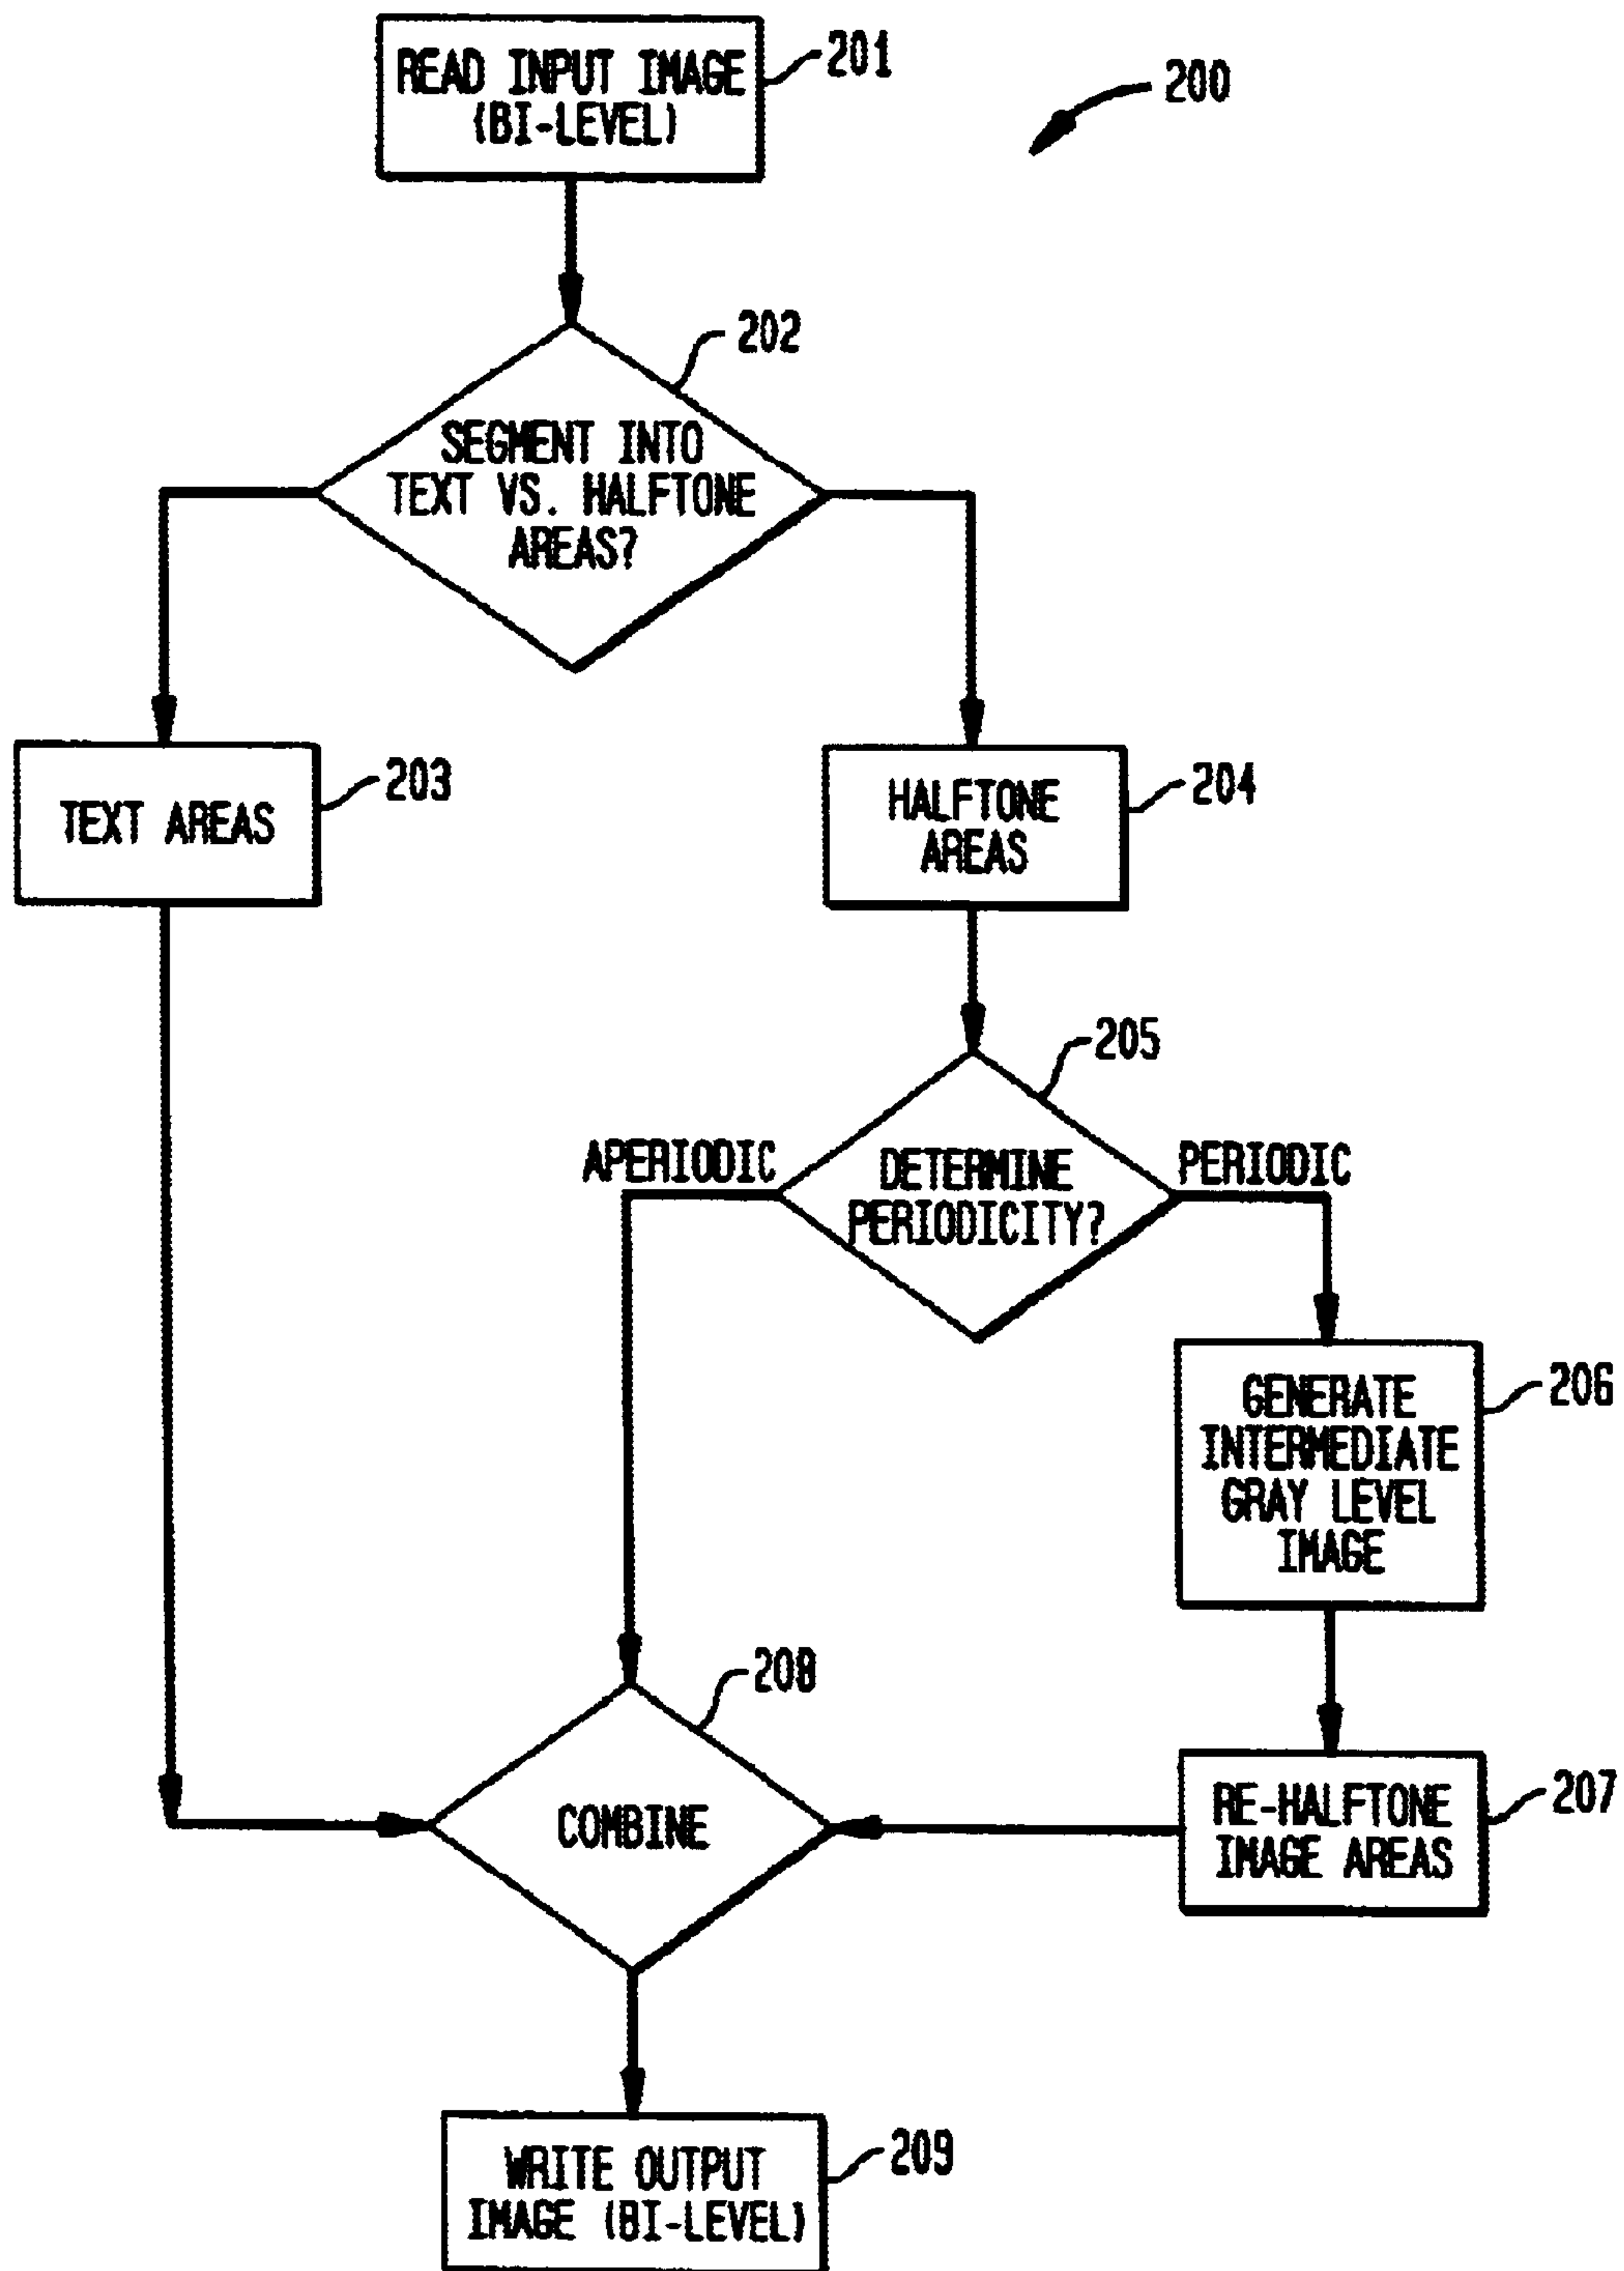 READ INPUT IMAGE
(BI-LEVEL)
201
200
202
SEGMENT INTO
TEXT VS. HALFTONE
AREAS?
TEXT AREAS
203
HALFTONE
AREAS
204
205
APERIODIC
DETERMINE
PERIODICITY?
PERIODIC
GENERATE
INTERMEDIATE
GRAY LEVEL
IMAGE
206
208
COMBINE
RE-HALFTONE
IMAGE AREAS
207
WRITE OUTPUT
IMAGE (BI-LEVEL)
209